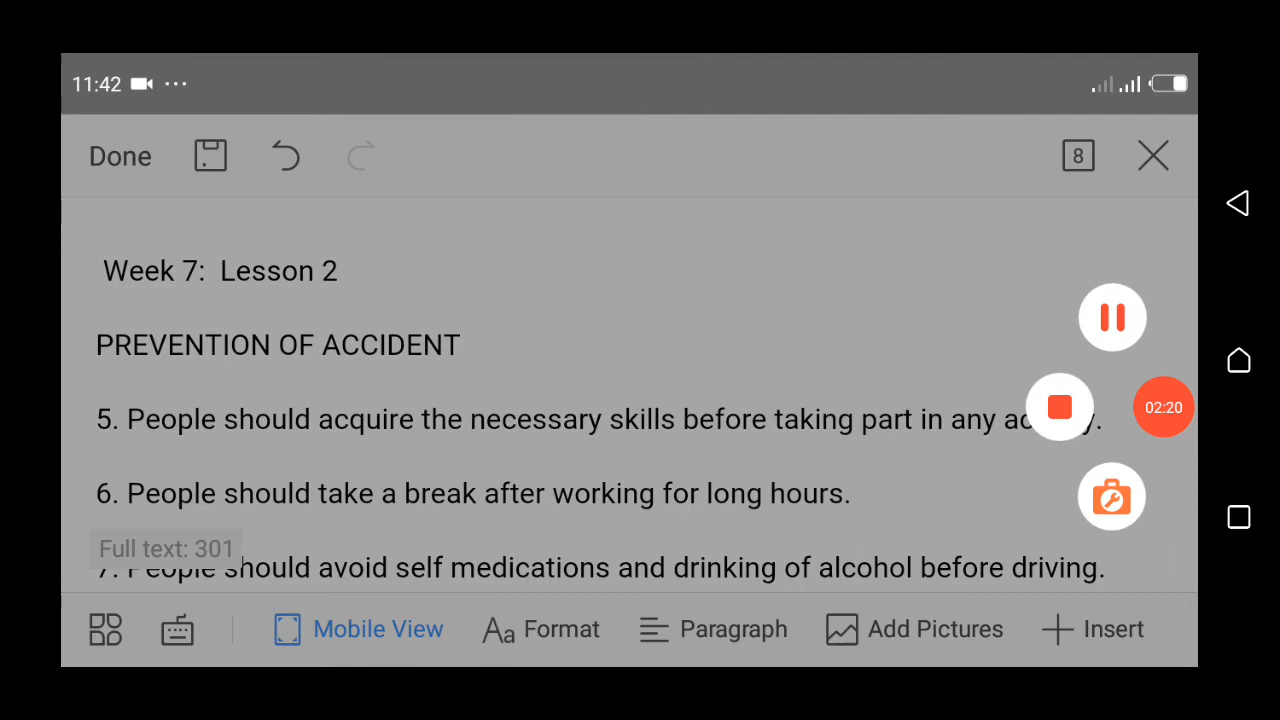 11:42
Done
8
Week 7: Lesson 2
PREVENTION OF ACCIDENT
5. People should acquire the necessary skills before taking part in any
02:20
6. People should take a break after working for long hours.
Full text: 301
7. People should avoid self medications and drinking of alcohol before driving.
Mobile View
Aa Format
Paragraph
Add Pictures
Insert